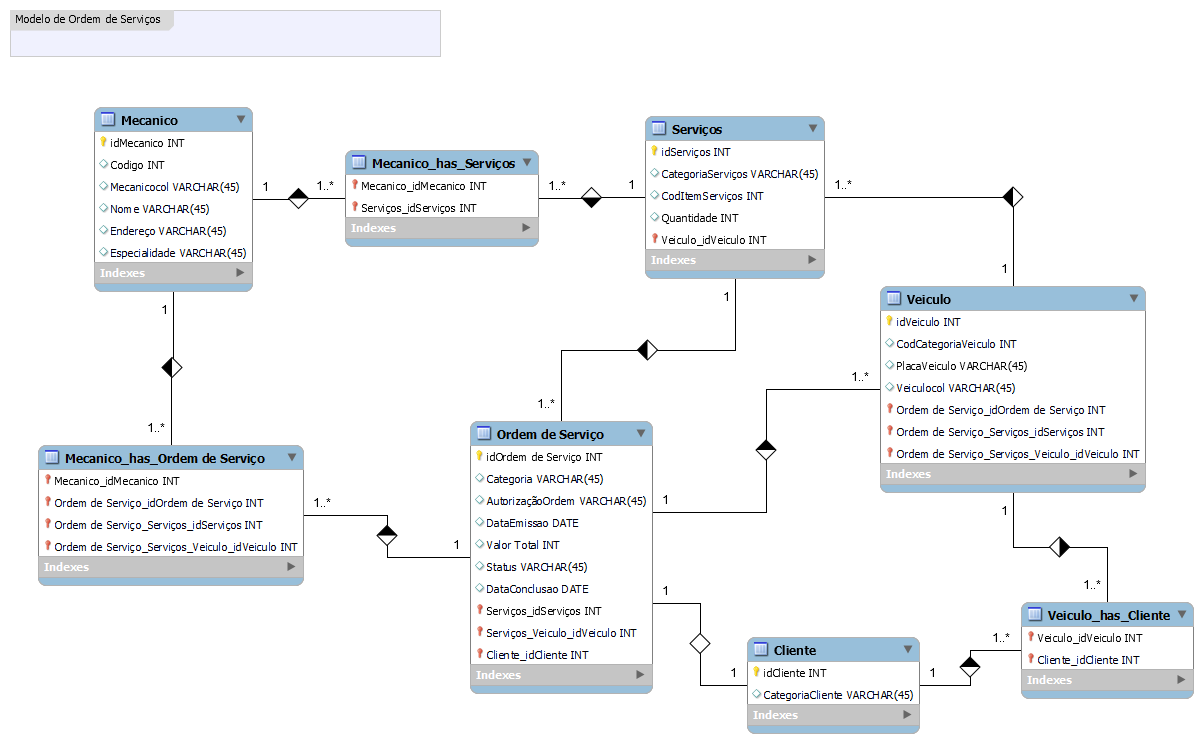 Modelo de Ordem de Serviços
Mecanico
idMecanico INT
Codigo INT
Mecanicocol VARCHAR(45)
Nome VARCHAR(45)
Endereço VARCHAR(45)
Especialidade VARCHAR(45)
Indexes
1
1..*
Mecanico_has_Serviços
Mecanico_idMecanico INT
Serviços_idServiços INT
Indexes
1..*
1
Serviços
idServiços INT
CategoriaServiços VARCHAR(45)
CodItemServiços INT
Quantidade INT
Veiculo_idVeiculo INT
Indexes
1..*
1
Veiculo
idVeiculo INT
CodCategoriaVeiculo INT
PlacaVeiculo VARCHAR(45)
Veiculocol VARCHAR(45)
Ordem de Serviço_idOrdem de Serviço INT
Ordem de Serviço_Serviços_idServiços INT
Ordem de Serviço_Serviços_Veiculo_idVeiculo INT
Indexes
1
1..*
1
1..*
1..*
1
Mecanico_has_Ordem de Serviço
Mecanico_idMecanico INT
Ordem de Serviço_idOrdem de Serviço INT
Ordem de Serviço_Serviços_idServiços INT
Ordem de Serviço_Serviços_Veiculo_idVeiculo INT
Indexes
1..*
1
Ordem de Serviço
idOrdem de Serviço INT
Categoria VARCHAR(45)
AutorizaçãoOrdem VARCHAR(45)
DataEmissao DATE
Valor Total INT
Status VARCHAR(45)
DataConclusao DATE
Serviços_idServiços INT
Serviços_Veiculo_idVeiculo INT
Cliente_idCliente INT
Indexes
1
1
Cliente
idCliente INT
CategoriaCliente VARCHAR(45)
Indexes
1
1..*
1
1..*
Veiculo_has_Cliente
Veiculo_idVeiculo INT
Cliente_idCliente INT
Indexes